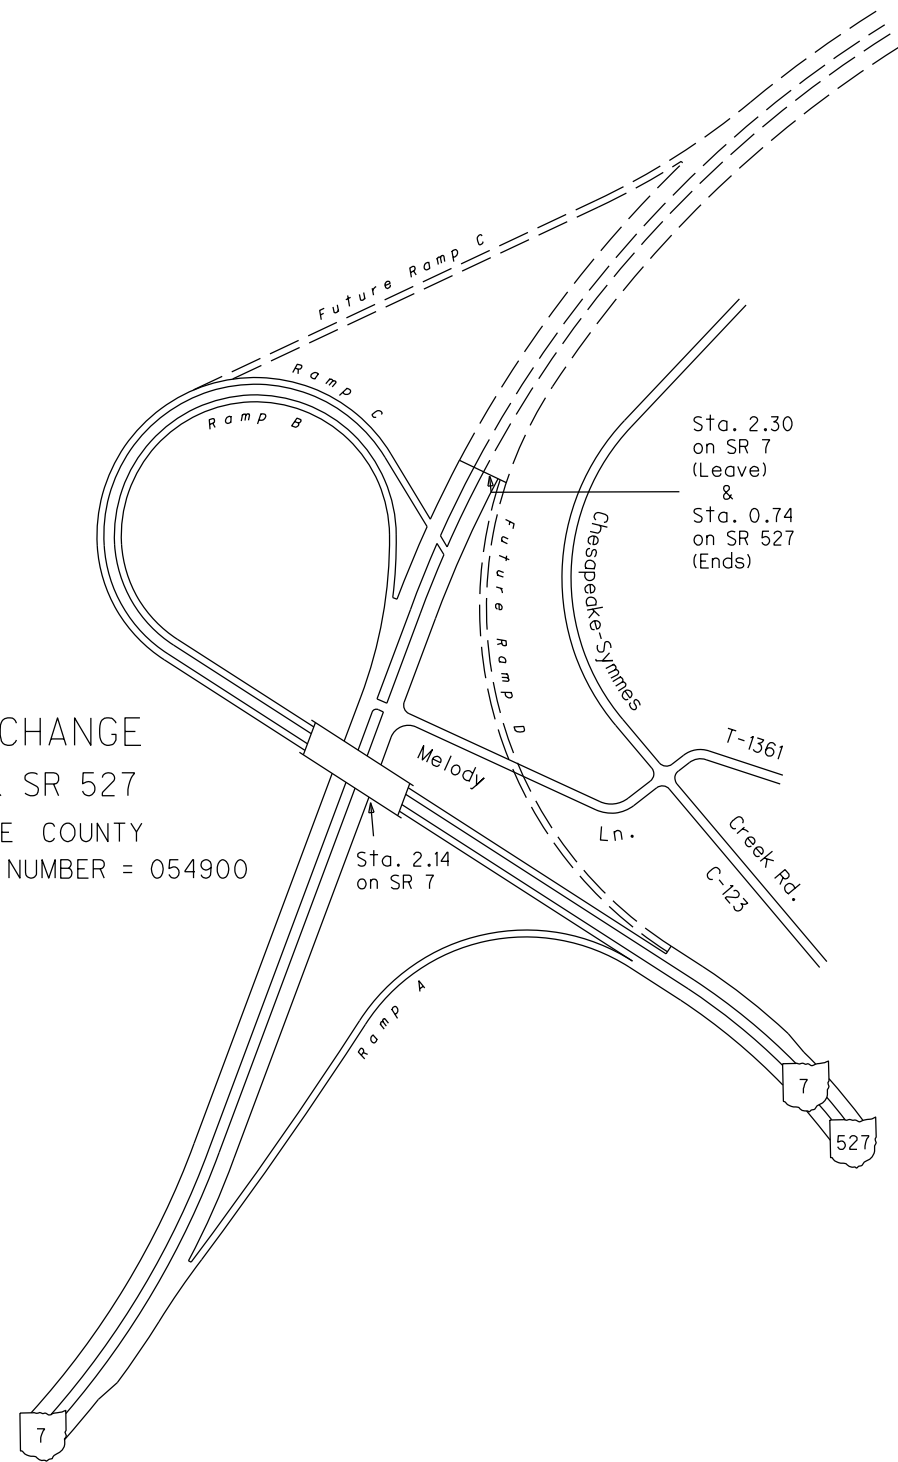 Future Ramp C
Ramp C
Ramp B
Sta. 2.30
on SR 7
(Leave)
&
Sta. 0.74
on SR 527
(Ends)
Future Ramp D
Chesapeake-Symmes
CHANGE
SR 527
E COUNTY
NUMBER = 054900
Melody
Ln.
T-1361
Creek Rd.
C-123
Sta. 2.14
on SR 7
Ramp A
7
527
7